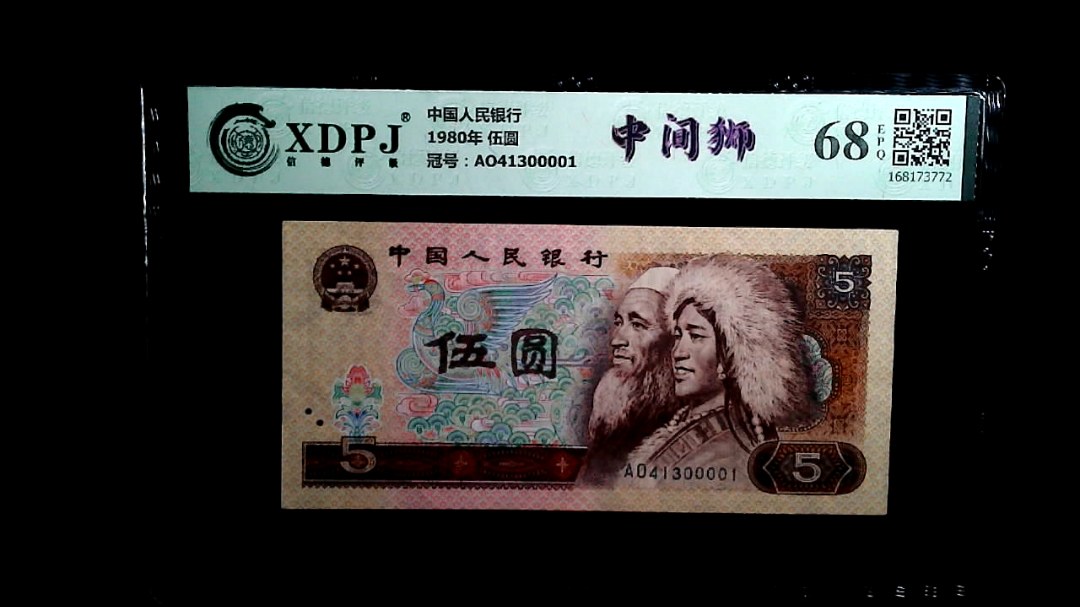 XDPJ®
信德评级
中国人民银行
1980年 伍圆
冠号：AO41300001
中间狮
68
EPQ
168173772
中国人民银行
5
伍圆
5
AO41300001
5